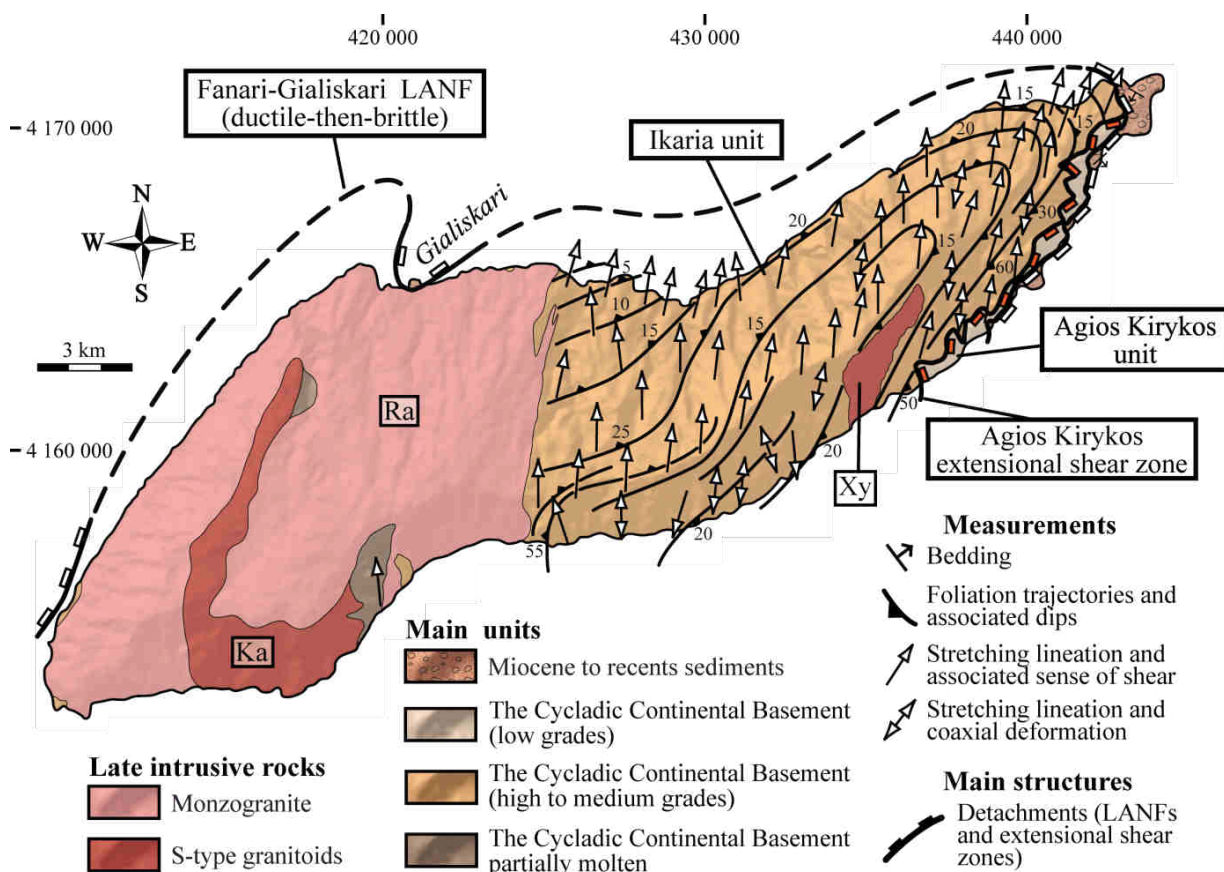 420 000
430 000
440 000
Fanari-Gialiskari LANF
(ductile-then-brittle)
4 170 000
Ikaria unit
15
20
15
N
W E
S
Gialiskari
20
30
15
5
60
10
15
15
3 km
Agios Kirykos
unit
Ra
25
50
4 160 000
20
Agios Kirykos
extensional shear zone
Xy
55
20
Measurements
Bedding
Foliation trajectories and
associated dips
Stretching lineation and
associated sense of shear
Stretching lineation and
coaxial deformation
Main structures
Detachments (LANFs
and extensional shear
zones)
Ka
Main units
Miocene to recents sediments
The Cycladic Continental Basement
(low grades)
The Cycladic Continental Basement
(high to medium grades)
The Cycladic Continental Basement
partially molten
Late intrusive rocks
Monzogranite
S-type granitoids